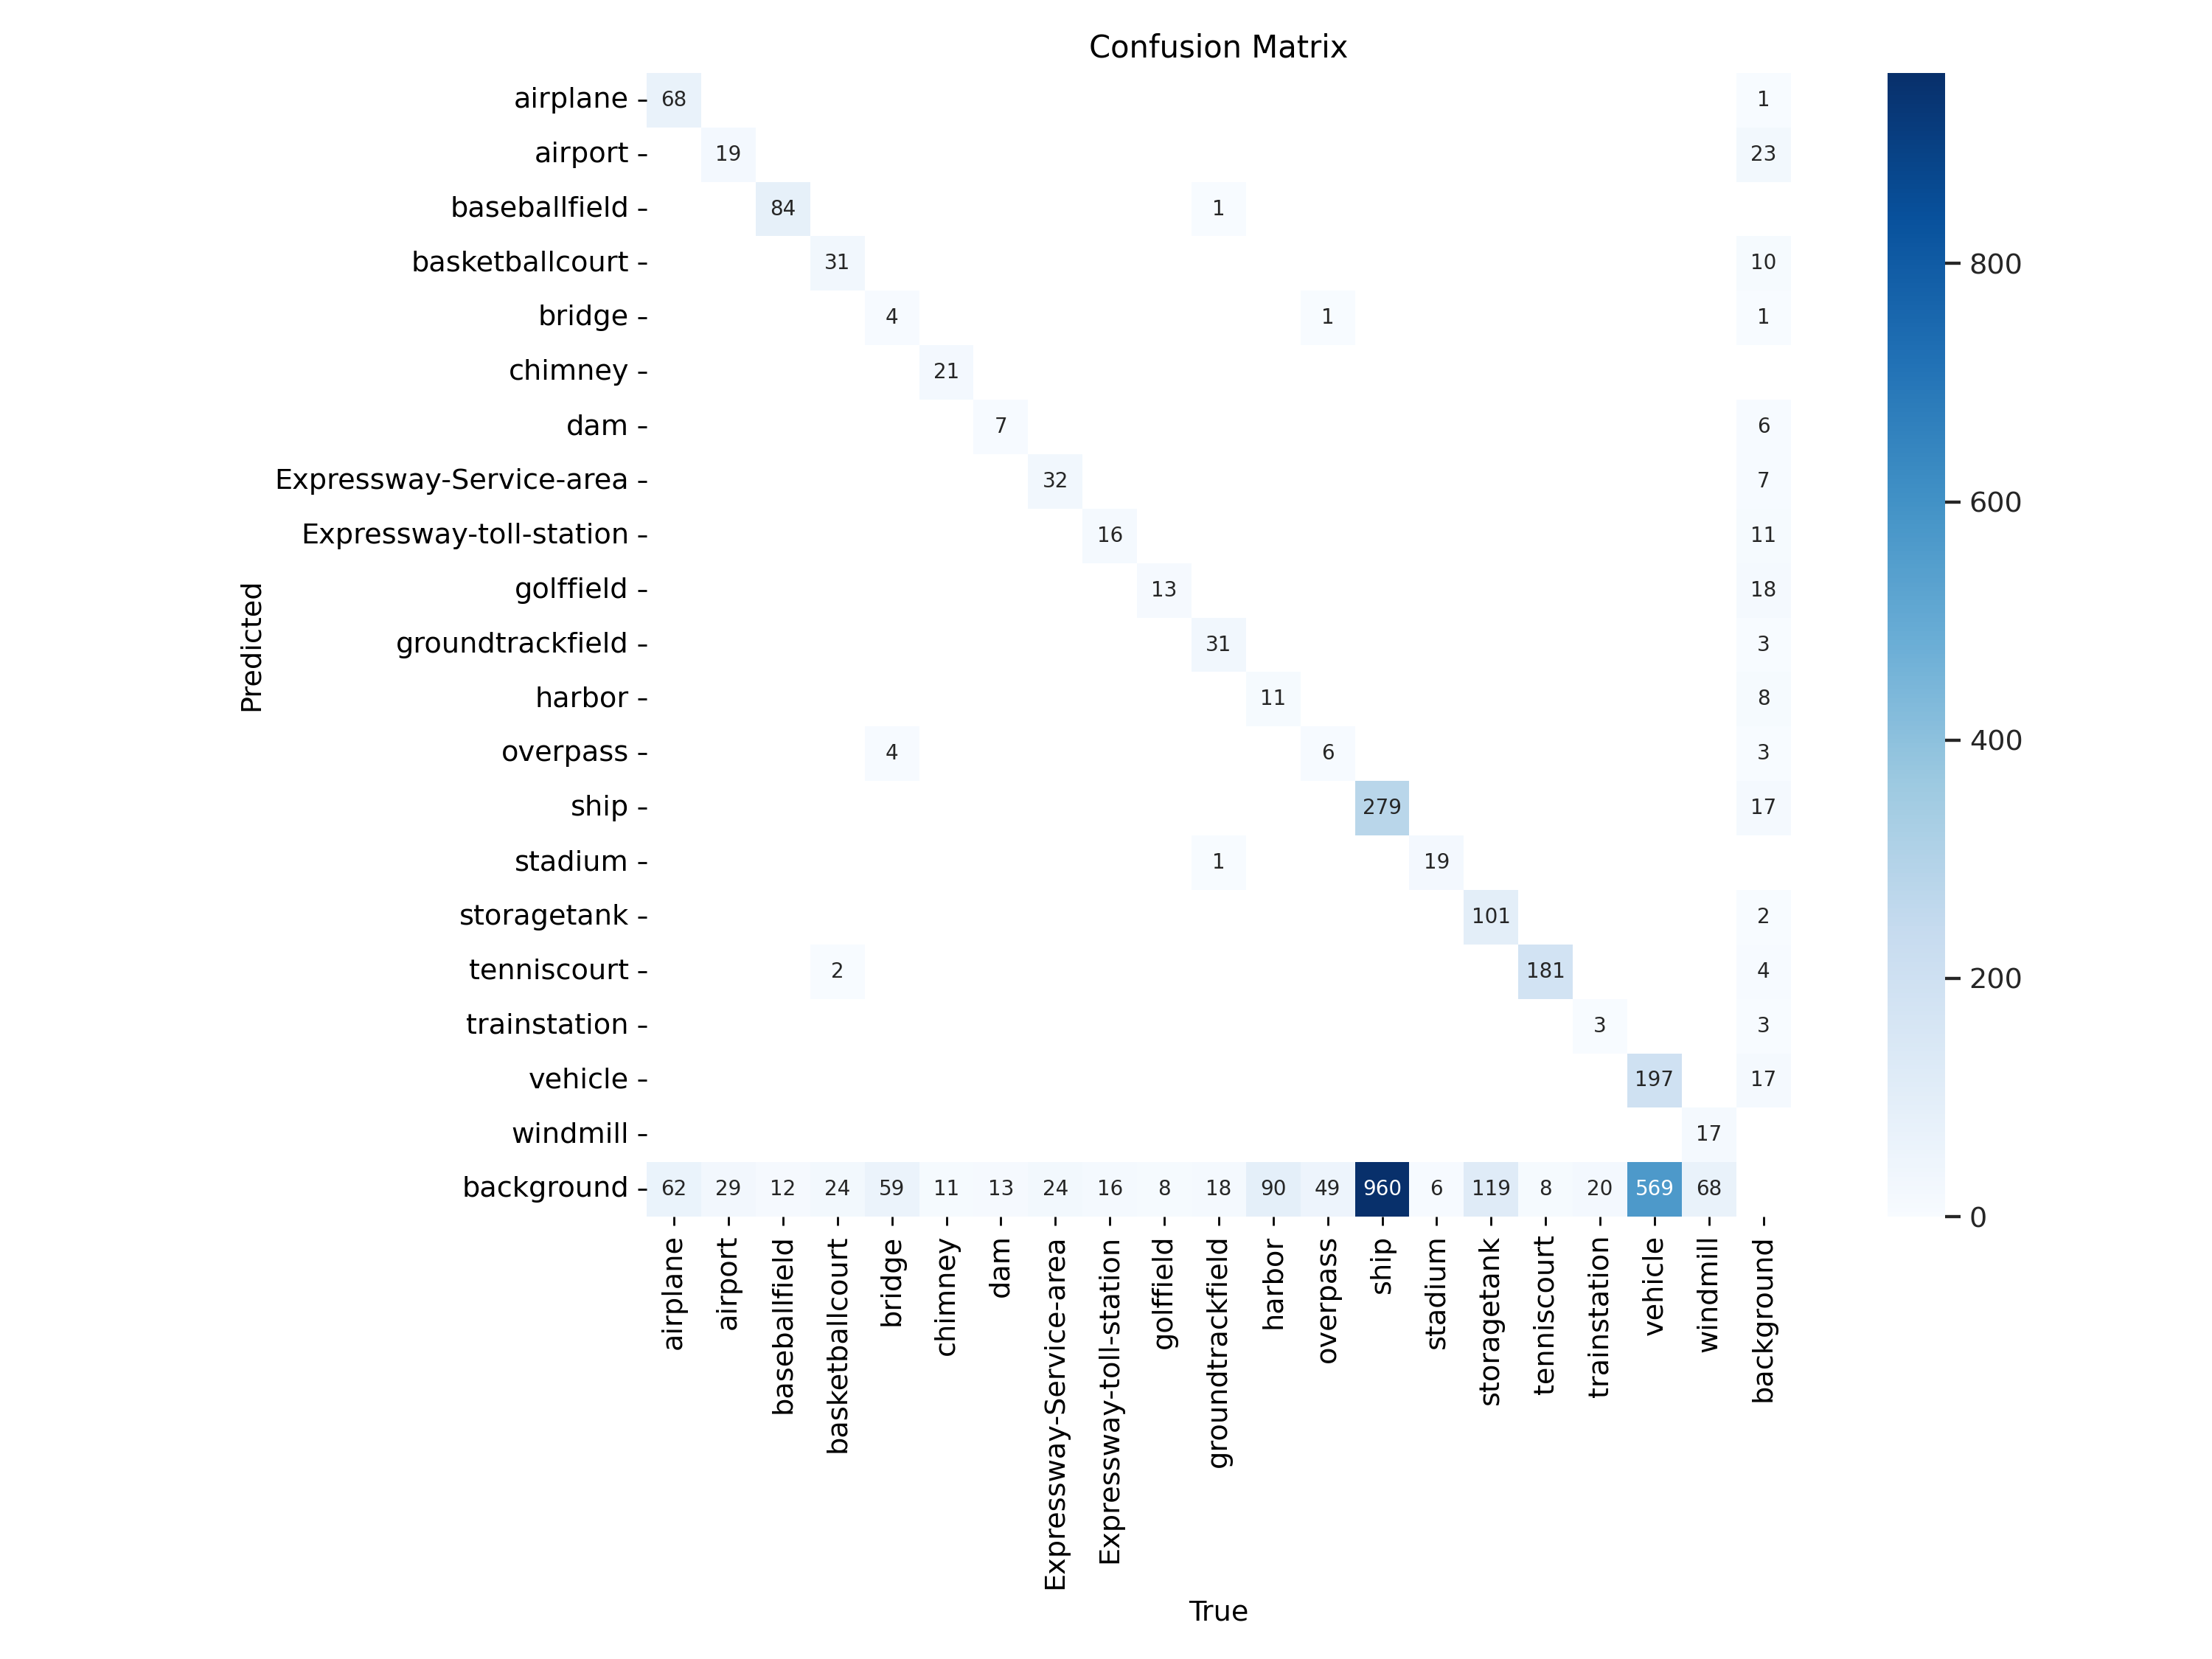 Confusion Matrix
airplane 68 1
airport 19 23
baseballfield 84 1
basketballcourt 31 10 800
bridge 4 1 1
chimney 21
dam 7 6
Expressway-Service-area 32 7 600
Expressway-toll-station 16 11
golffield 13 18
Predicted
groundtrackfield 31 3
harbor 11 8
overpass 4 6 3 400
ship 279 17
stadium 1 19
storagetank 101 2
tenniscourt 2 181 4 200
trainstation 3 3
vehicle 197 17
windmill 17
background 62 29 12 24 59 11 13 24 16 8 18 90 49 960 6 119 8 20 569 68 0
airplane
airport
baseballfield
basketballcourt
bridge
chimney
dam
Expressway-Service-area
Expressway-toll-station
golffield
groundtrackfield
harbor
overpass
ship
stadium
storagetank
tenniscourt
trainstation
vehicle
windmill
background
True